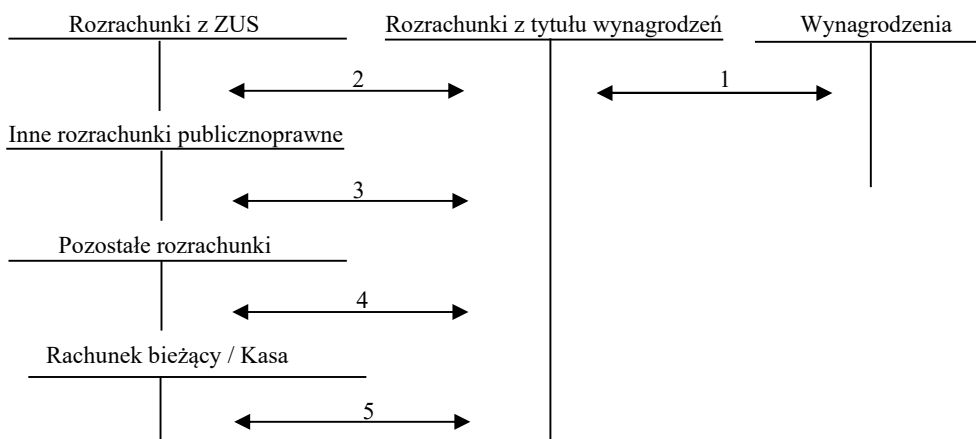 Rozrachunki z ZUS
Rozrachunki z tytułu wynagrodzeń
Wynagrodzenia
2
1
Inne rozrachunki publicznoprawne
3
Pozostałe rozrachunki
4
Rachunek bieżący / Kasa
5